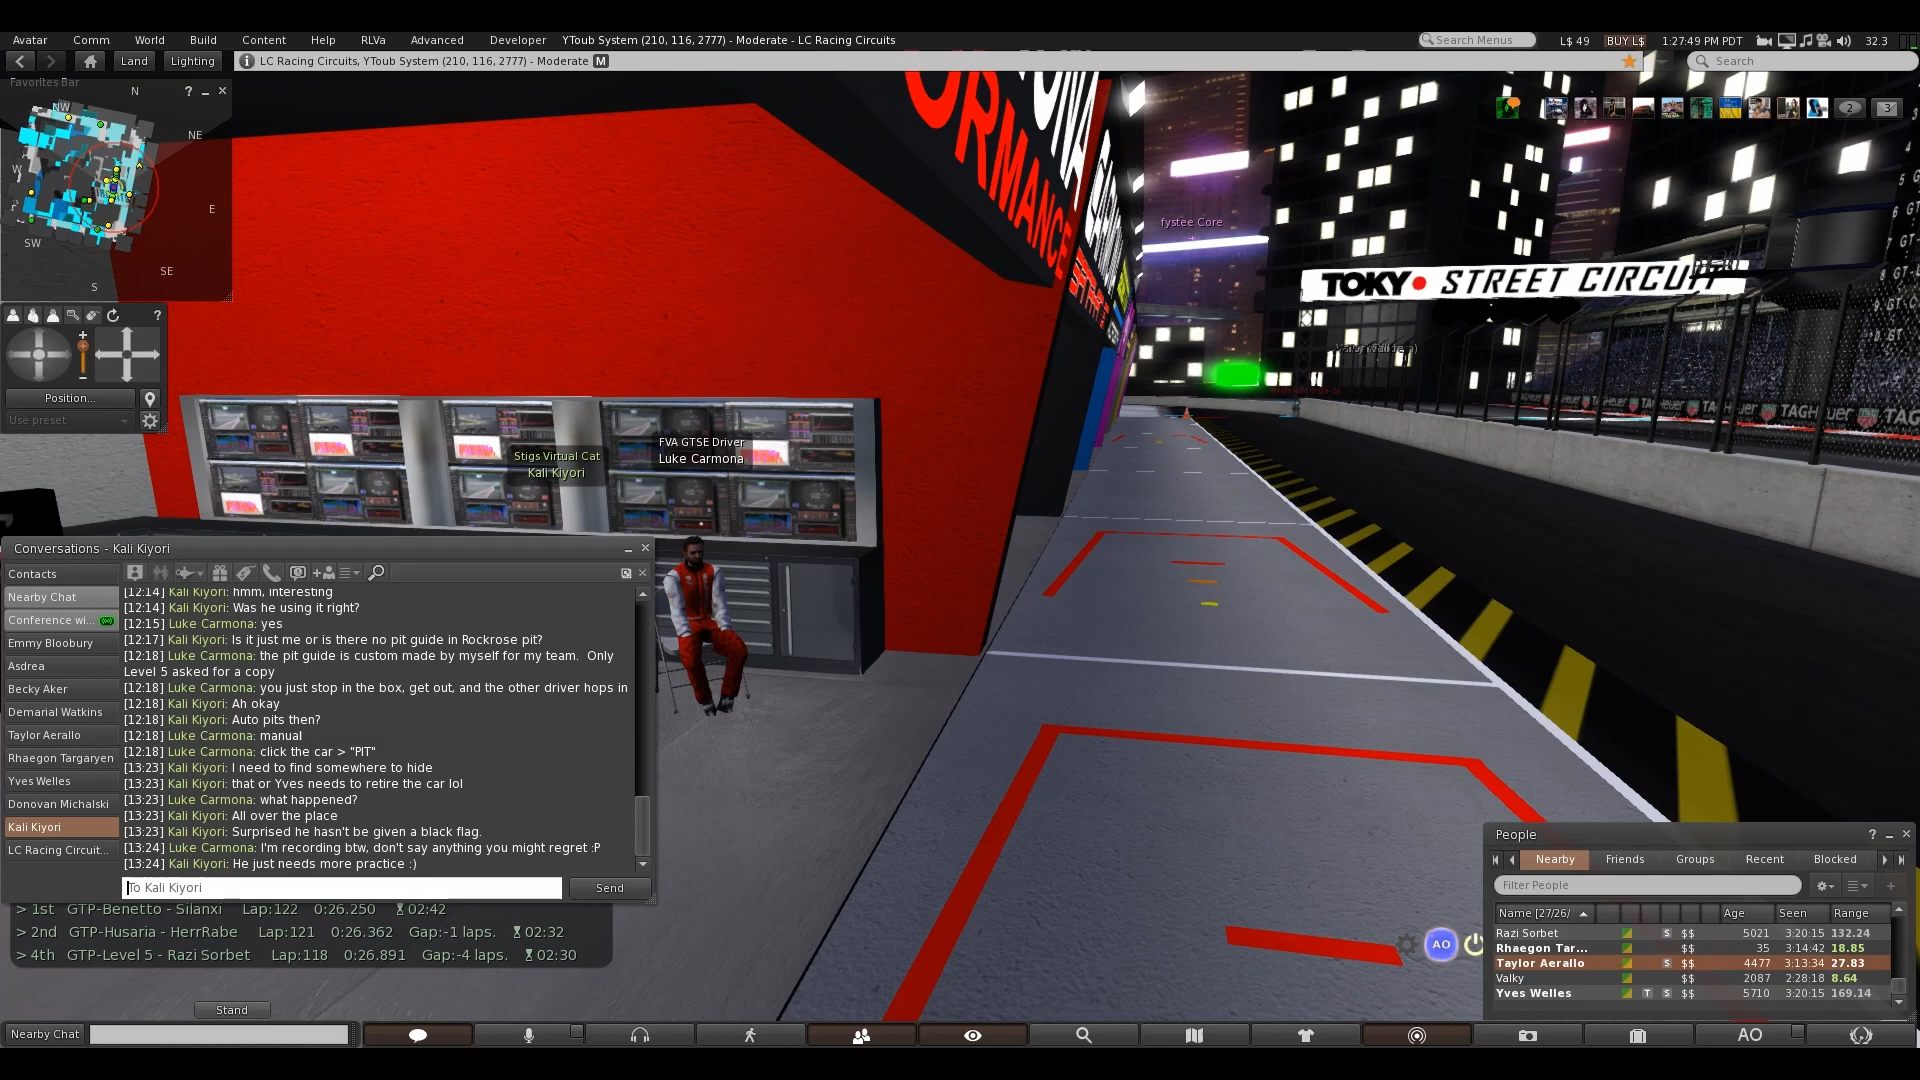 Avatar Comm World Build Content Help RLVa Advanced Developer YToub System (210, 116, 2777) - Moderate - LC Racing Circuits
Search Menus L$ 49 BUY L$ 1:27:49 PM PDT 32.3
Land Lighting LC Racing Circuits, YToub System (210, 116, 2777) - Moderate M
Search
Favorites Bar
N ? _ ×
NW
NE
W
E
SW
SE
S
2 3
ORMANCE
fystee Core
TOKY STREET CIRCUIT
TAGHeuer TAG
?
Position...
Use preset
Stigs Virtual Cat
Kali Kiyori
FVA GTSE Driver
Luke Carmona
Conversations - Kali Kiyori
Contacts
Nearby Chat
Conference wi...
Emmy Bloobury
Asdrea
Becky Aker
Demarial Watkins
Taylor Aerallo
Rhaegon Targaryen
Yves Welles
Donovan Michalski
Kali Kiyori
LC Racing Circuit...
[12:14] Kali Kiyori: hmm, interesting
[12:14] Kali Kiyori: Was he using it right?
[12:15] Luke Carmona: yes
[12:17] Kali Kiyori: Is it just me or is there no pit guide in Rockrose pit?
[12:18] Luke Carmona: the pit guide is custom made by myself for my team.  Only
Level 5 asked for a copy
[12:18] Luke Carmona: you just stop in the box, get out, and the other driver hops in
[12:18] Kali Kiyori: Ah okay
[12:18] Kali Kiyori: Auto pits then?
[12:18] Luke Carmona: manual
[12:18] Luke Carmona: click the car > "PIT"
[13:23] Kali Kiyori: I need to find somewhere to hide
[13:23] Kali Kiyori: that or Yves needs to retire the car lol
[13:23] Luke Carmona: what happened?
[13:23] Kali Kiyori: All over the place
[13:23] Kali Kiyori: Surprised he hasn't be given a black flag.
[13:24] Luke Carmona: I'm recording btw, don't say anything you might regret :P
[13:24] Kali Kiyori: He just needs more practice :)
To Kali Kiyori
Send
> 1st GTP-Benetto - Silanxi Lap:122 0:26.250 02:42
> 2nd GTP-Husaria - HerrRabe Lap:121 0:26.362 Gap:-1 laps. 02:32
> 4th GTP-Level 5 - Razi Sorbet Lap:118 0:26.891 Gap:-4 laps. 02:30
Stand
Nearby Chat
AO
People
Nearby Friends Groups Recent Blocked
Filter People
Name [27/26/ Age Seen Range
Razi Sorbet S $$ 5021 3:20:15 132.24
Rhaegon Tar... $$ 35 3:14:42 18.85
Taylor Aerallo S $$ 4477 3:13:34 27.83
Valky $$ 2087 2:28:18 8.64
Yves Welles T S $$ 5710 3:20:15 169.14
AO